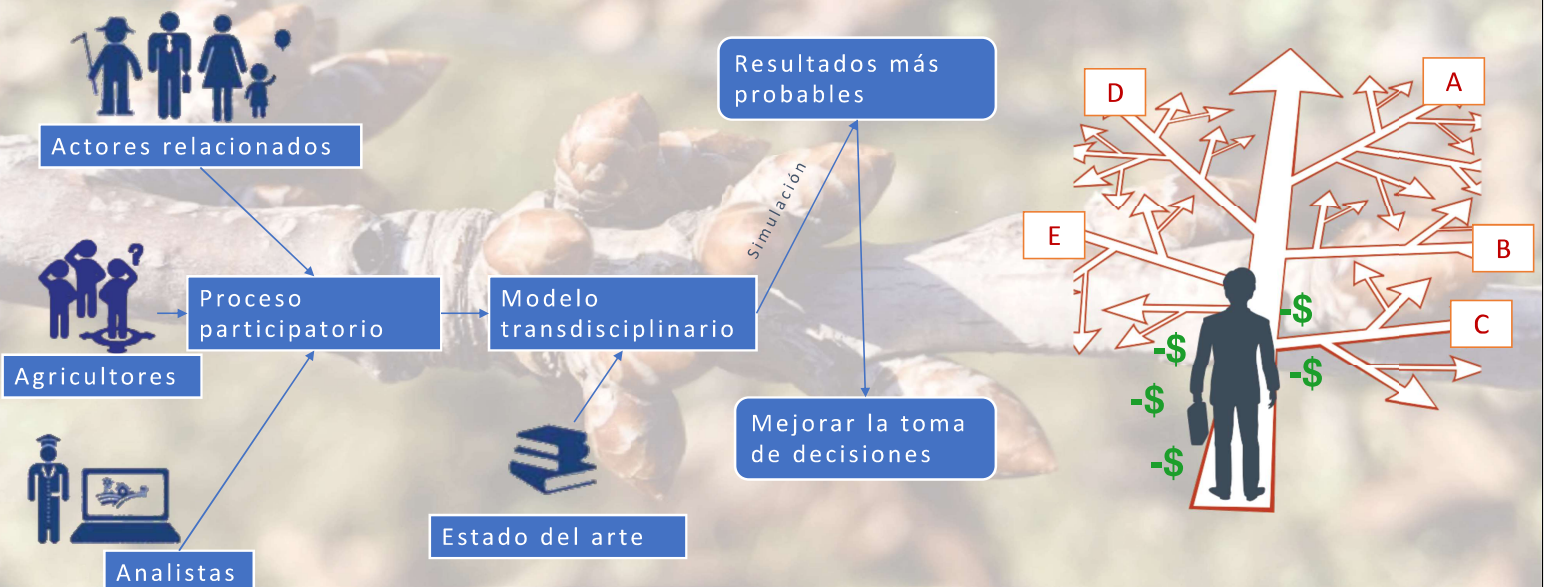 Actores relacionados
?
Proceso
participatorio
Agricultores
Analistas
Modelo
transdisciplinario
Estado del arte
Simulación
Resultados más
probables
Mejorar la toma
de decisiones
D
A
E
B
C
-$
-$
-$
-$
-$